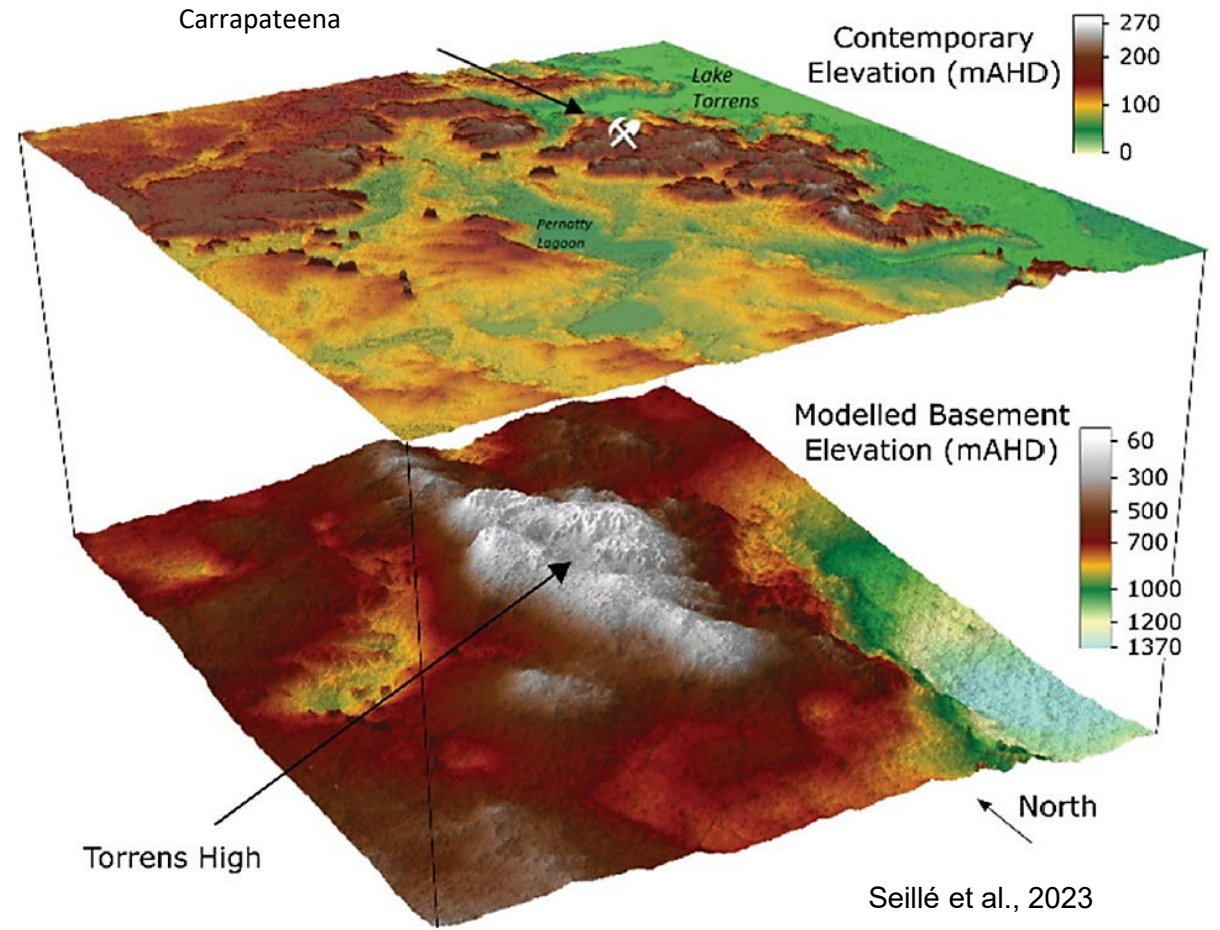 Carrapateena
Contemporary
Elevation (mAHD)
270
200
100
0
Lake
Torrens
Pernatty
Lagoon
Modelled Basement
Elevation (mAHD)
60
300
500
700
1000
1200
1370
North
Torrens High
Seillé et al., 2023